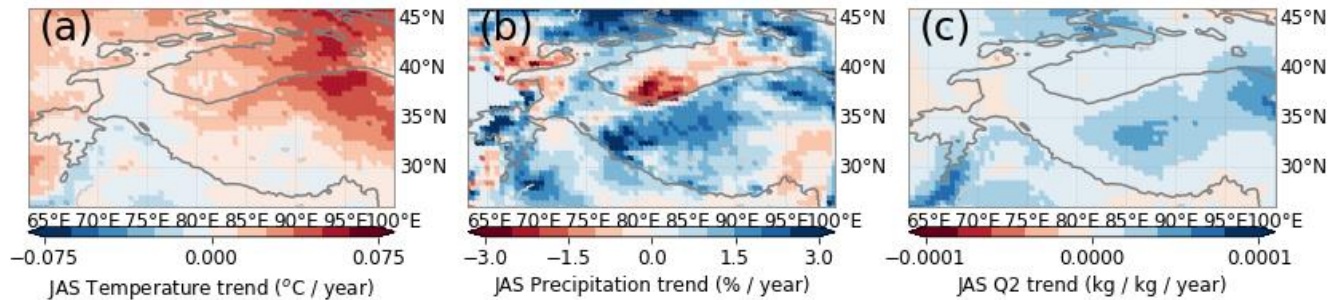 (a)
45°N
40°N
35°N
30°N
65°E 70°E 75°E 80°E 85°E 90°E 95°E 100°E
−0.075 0.000 0.075
JAS Temperature trend (°C / year)
(b)
45°N
40°N
35°N
30°N
65°E 70°E 75°E 80°E 85°E 90°E 95°E 100°E
−3.0 −1.5 0.0 1.5 3.0
JAS Precipitation trend (% / year)
(c)
45°N
40°N
35°N
30°N
65°E 70°E 75°E 80°E 85°E 90°E 95°E 100°E
−0.0001 0.0000 0.0001
JAS Q2 trend (kg / kg / year)